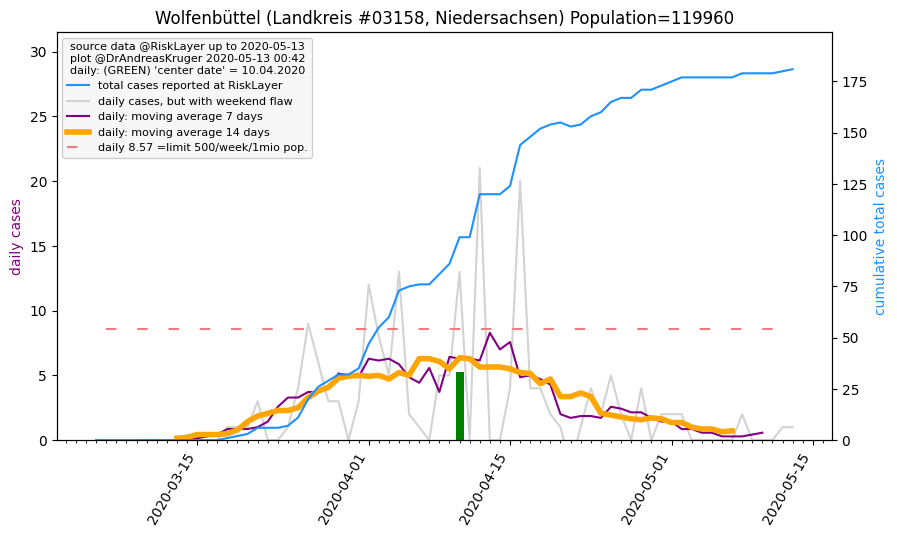 Wolfenbüttel (Landkreis #03158, Niedersachsen) Population=119960
source data @RiskLayer up to 2020-05-13
plot @DrAndreasKruger 2020-05-13 00:42
daily: (GREEN) 'center date' = 10.04.2020
total cases reported at RiskLayer
daily cases, but with weekend flaw
daily: moving average 7 days
daily: moving average 14 days
daily 8.57 =limit 500/week/1mio pop.
daily cases
30
25
20
15
10
5
0
cumulative total cases
175
150
125
100
75
50
25
0
2020-03-15
2020-04-01
2020-04-15
2020-05-01
2020-05-15